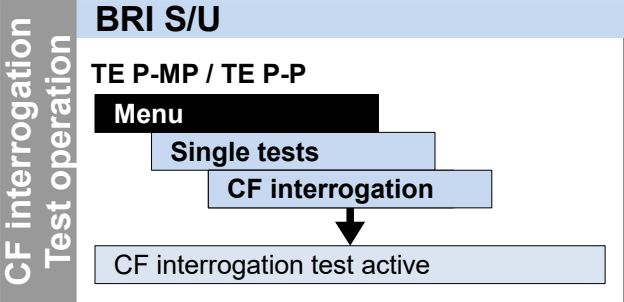 CF interrogation
Test operation
BRI S/U
TE P-MP / TE P-P
Menu
Single tests
CF interrogation
CF interrogation test active